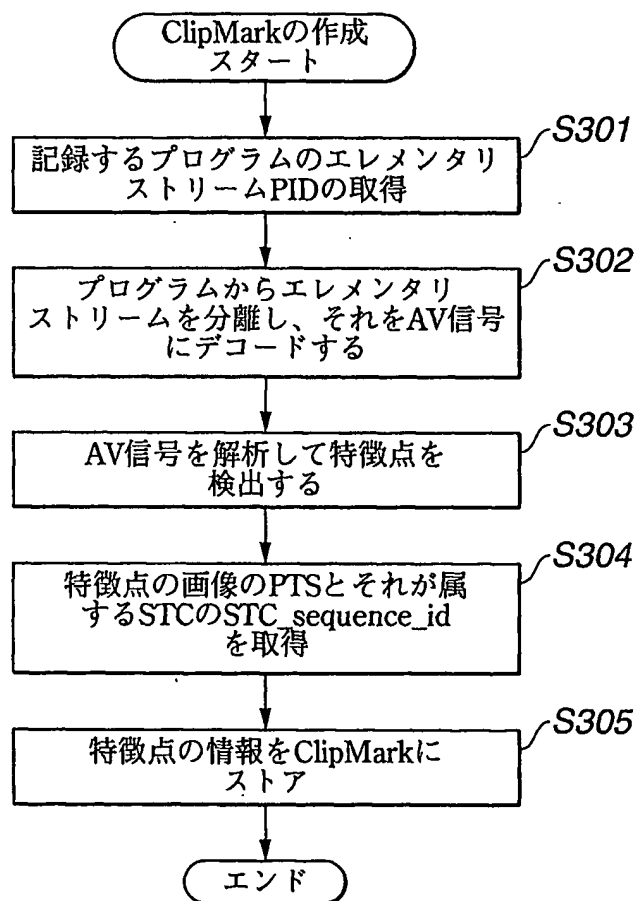 ClipMarkの作成
スタート
S301
記録するプログラムのエレメンタリ
ストリームPIDの取得
S302
プログラムからエレメンタリ
ストリームを分離し、それをAV信号
にデコードする
S303
AV信号を解析して特徴点を
検出する
S304
特徴点の画像のPTSとそれが属
するSTCのSTC_sequence_id
を取得
S305
特徴点の情報をClipMarkに
ストア
エンド